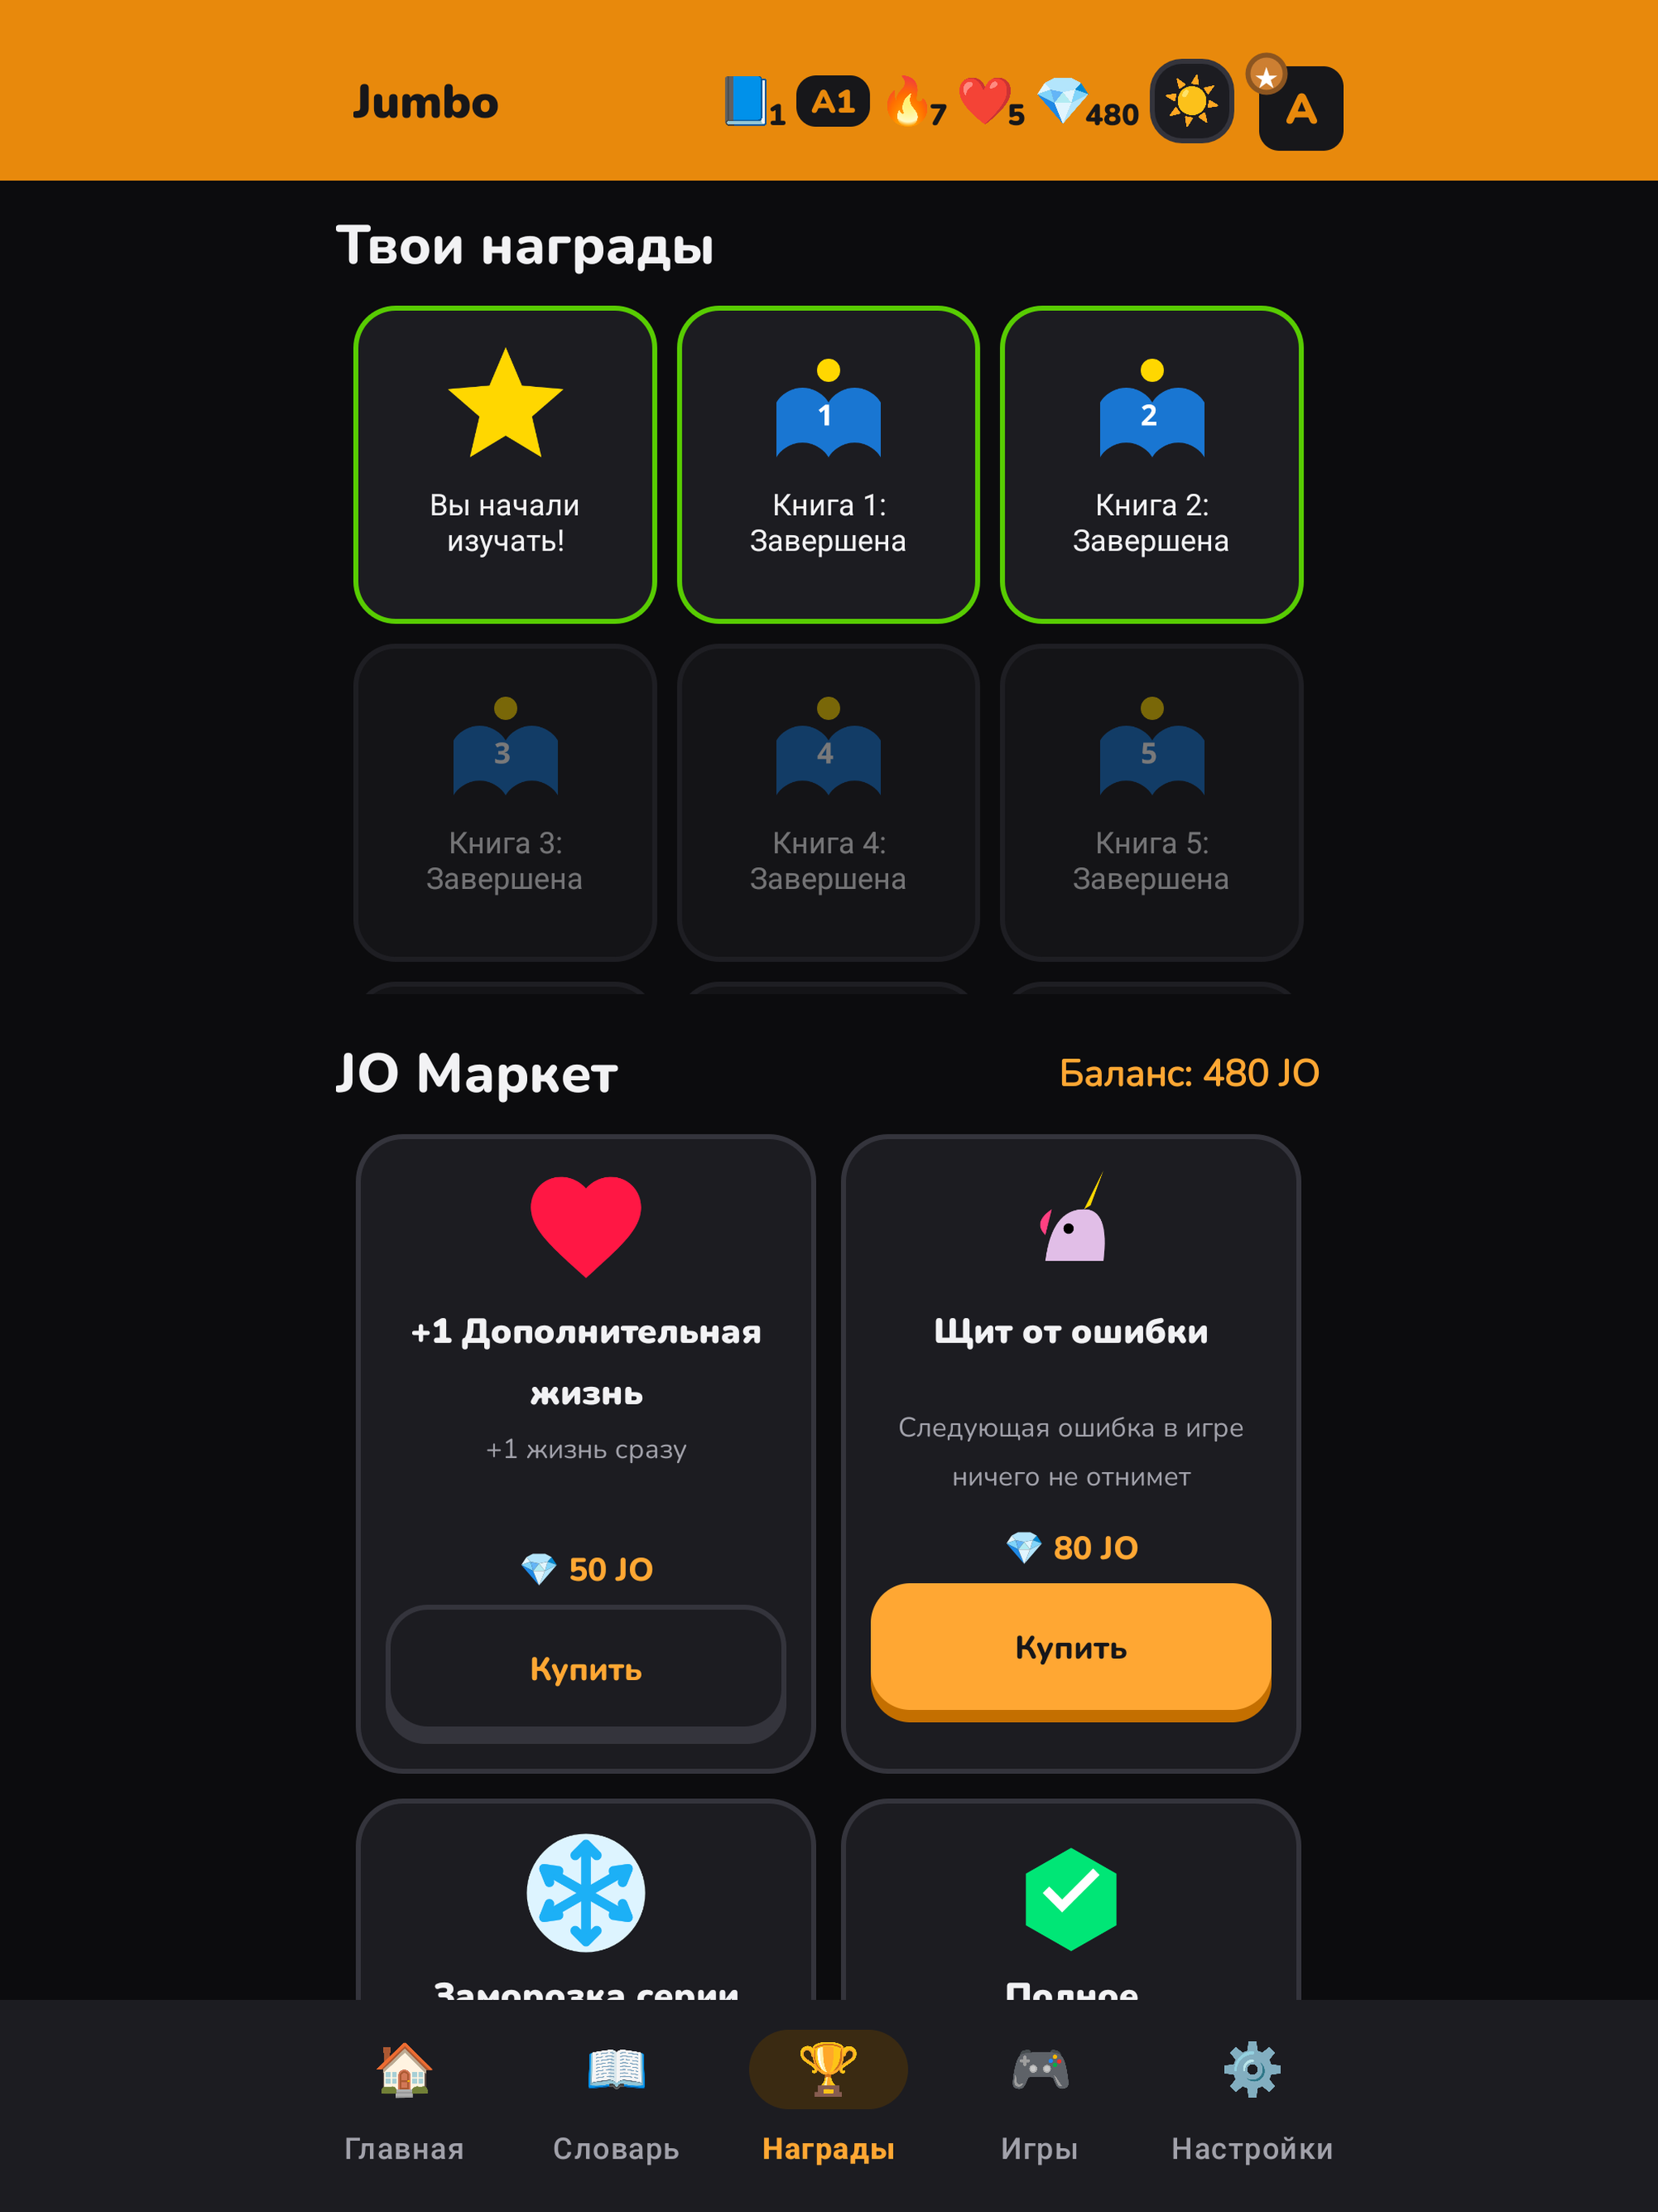 Jumbo
1
A1
7
5
480
A
Твои награды
1
2
Вы начали
изучать!
Книга 1:
Завершена
Книга 2:
Завершена
3
4
5
Книга 3:
Завершена
Книга 4:
Завершена
Книга 5:
Завершена
JO Маркет
Баланс: 480 JO
+1 Дополнительная
жизнь
+1 жизнь сразу
50 JO
Купить
Щит от ошибки
Следующая ошибка в игре
ничего не отнимет
80 JO
Купить
Заморозка серии
Полное
Главная
Словарь
Награды
Игры
Настройки